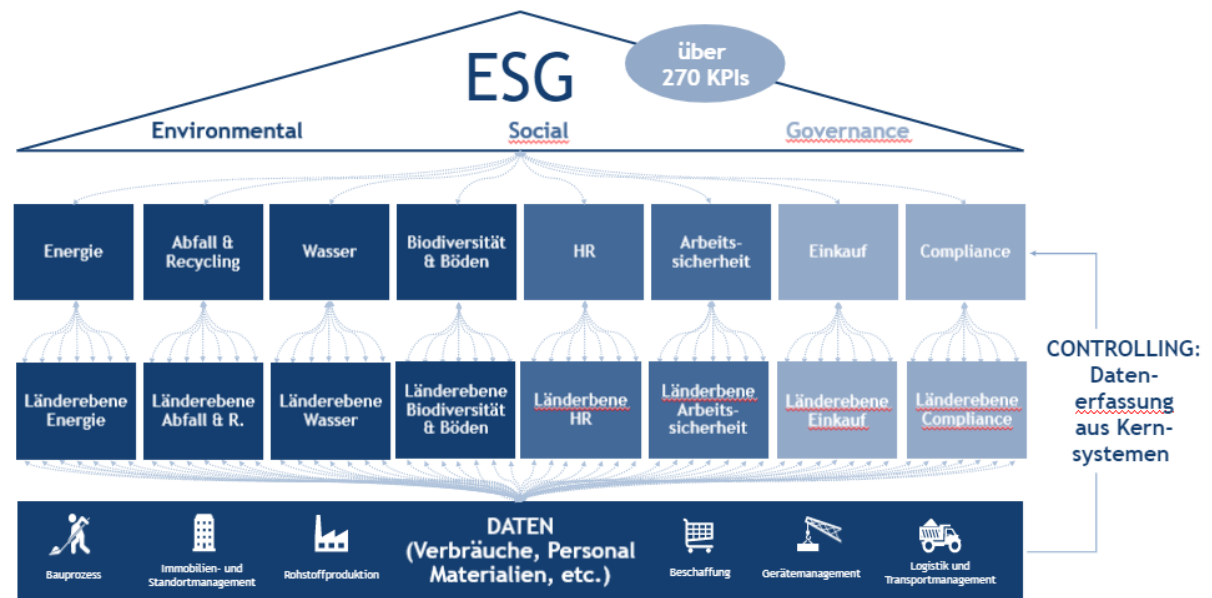 über
270 KPIs
ESG
Environmental
Social
Governance
Energie
Abfall &
Recycling
Wasser
Biodiversität
& Böden
HR
Arbeits-
sicherheit
Einkauf
Compliance
Länderebene
Energie
Länderebene
Abfall & R.
Länderebene
Wasser
Länderebene
Biodiversität
& Böden
Länderbene
HR
Länderbene
Arbeits-
sicherheit
Länderebene
Einkauf
Länderebene
Compliance
CONTROLLING:
Daten-
erfassung
aus Kern-
systemen
Bauprozess
Immobilien- und
Standortmanagement
Rohstoffproduktion
DATEN
(Verbräuche, Personal
Materialien, etc.)
Beschaffung
Gerätemanagement
Logistik und
Transportmanagement